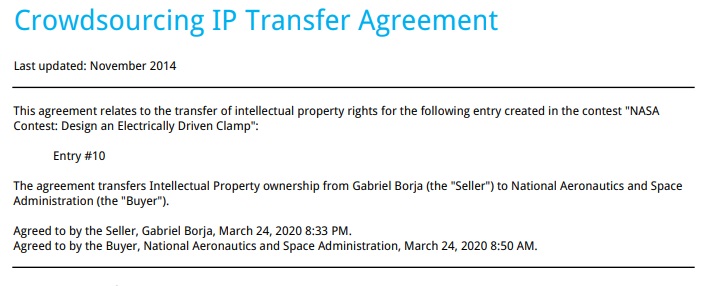 Crowdsourcing IP Transfer Agreement
Last updated: November 2014
This agreement relates to the transfer of intellectual property rights for the following entry created in the contest "NASA
Contest: Design an Electrically Driven Clamp":
Entry #10
The agreement transfers Intellectual Property ownership from Gabriel Borja (the "Seller") to National Aeronautics and Space
Administration (the "Buyer").
Agreed to by the Seller, Gabriel Borja, March 24, 2020 8:33 PM.
Agreed to by the Buyer, National Aeronautics and Space Administration, March 24, 2020 8:50 AM.